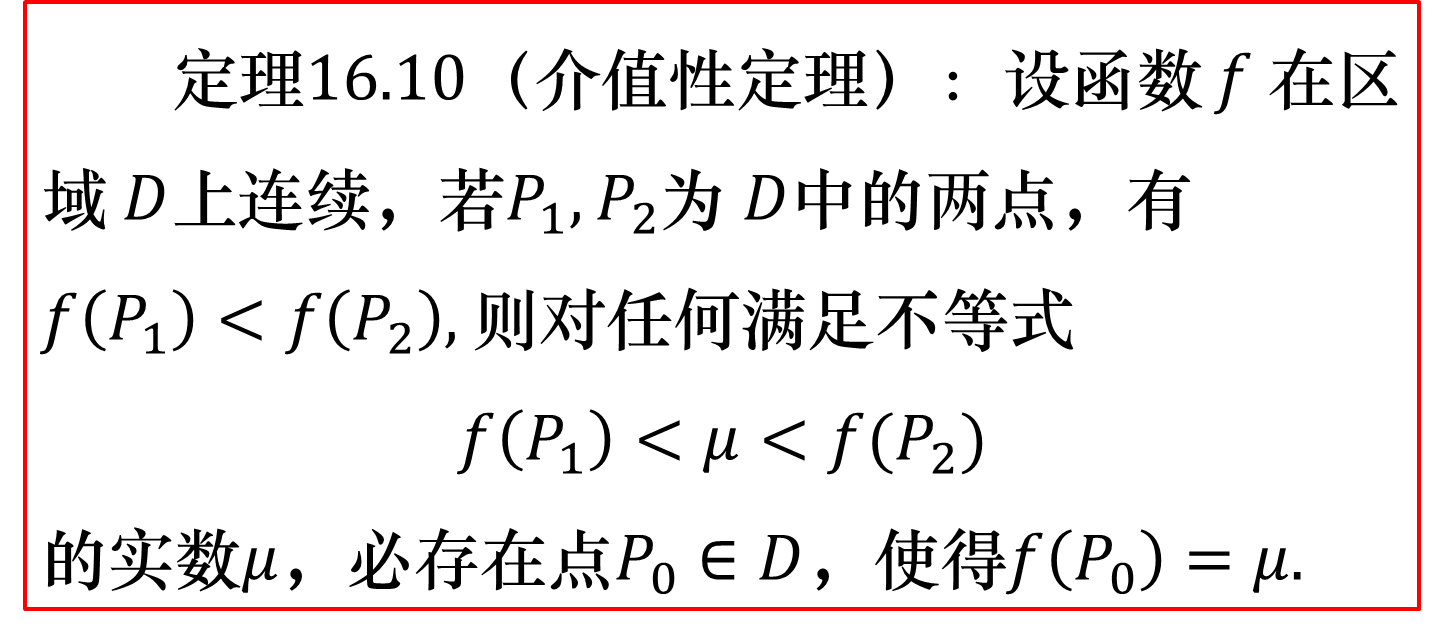 定理16.10（介值性定理）：设函数 f 在区
域 D 上连续，若P₁, P₂为 D中的两点，有
f(P₁) < f(P₂), 则对任何满足不等式
f(P₁) < μ < f(P₂)
的实数μ，必存在点P₀ ∈ D，使得f(P₀) = μ.